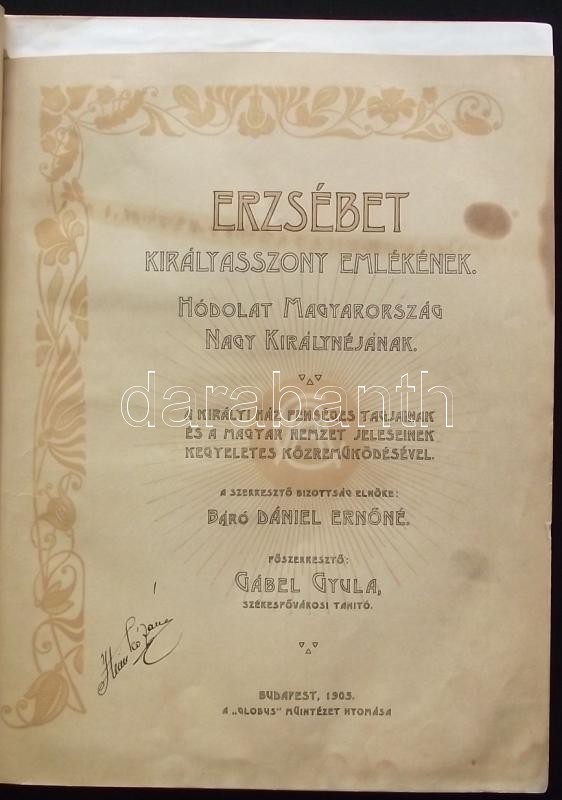 ERZSÉBET
KIRÁLYASSZONY EMLÉKÉNEK.
HÓDOLAT MAGYARORSZÁG
NAGY KIRÁLYNÉJÁNAK.
darabanth
A KIRÁLYI HÁZ FENSÉGES TAGJAINAK
ÉS A MAGYAR NEMZET JELESEINEK
KEGYELETES KÖZREMŰKÖDÉSÉVEL.
A SZERKESZTŐ BIZOTTSÁG ELNÖKE:
BÁRÓ DÁNIEL ERNŐNÉ.
FŐSZERKESZTŐ:
GÁBEL GYULA,
SZÉKESFŐVÁROSI TANITÓ.
BUDAPEST, 1905.
A „GLOBUS" MŰINTÉZET NYOMÁSA